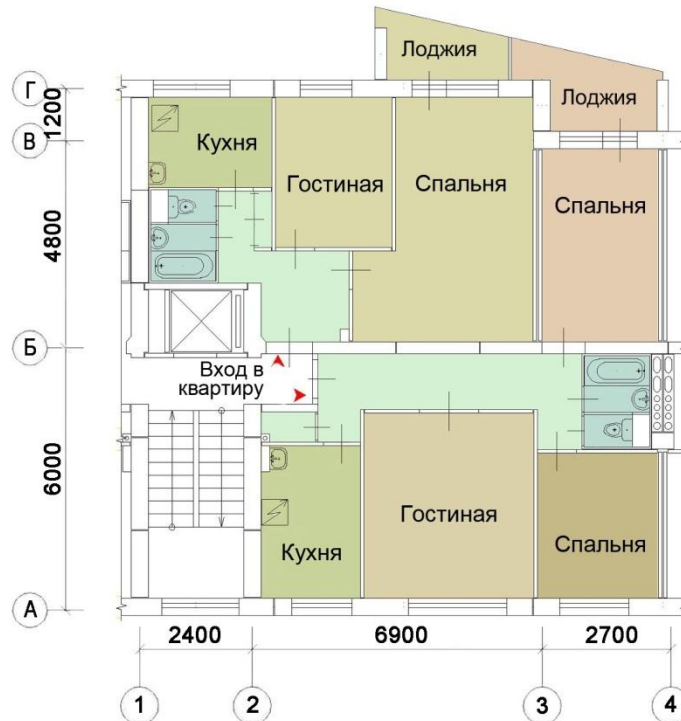 Лоджия
Г
Лоджия
1200
В
Кухня
Гостиная
Спальня
Спальня
4800
Б
Вход в
квартиру
6000
Гостиная
Кухня
Спальня
А
2400
6900
2700
1
2
3
4